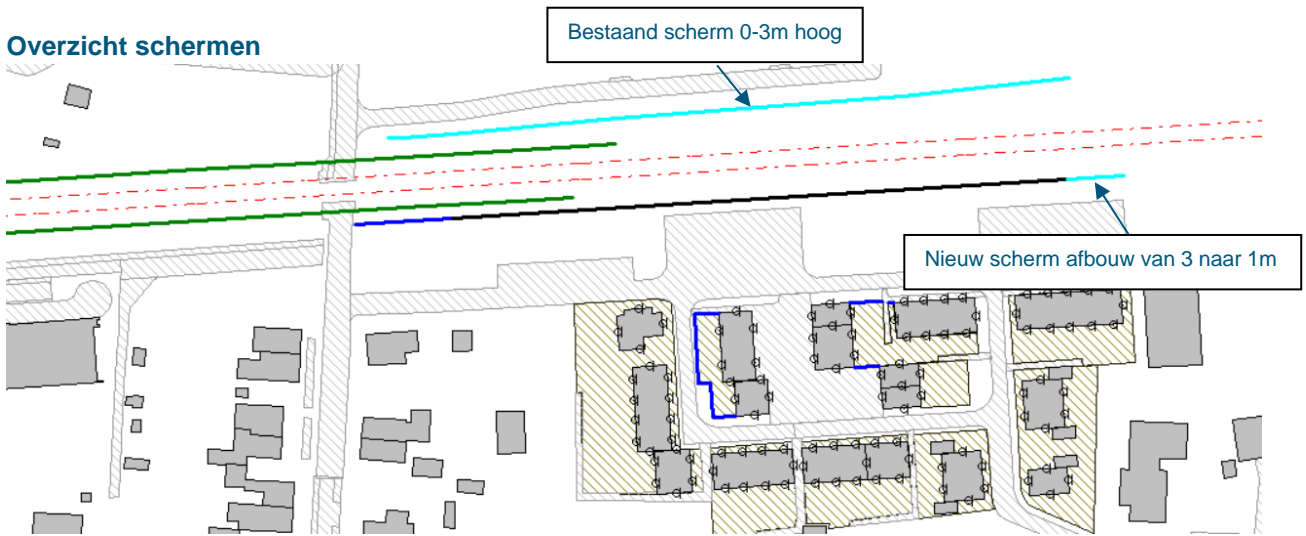 Bestaand scherm 0-3m hoog
Overzicht schermen
Nieuw scherm afbouw van 3 naar 1m